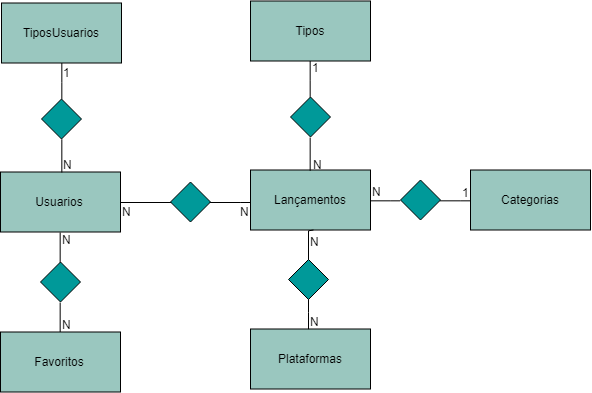 TiposUsuarios
Tipos
1
1
N
N
Usuarios
Lançamentos
Categorias
N
N
N
1
N
N
N
N
Favoritos
Plataformas